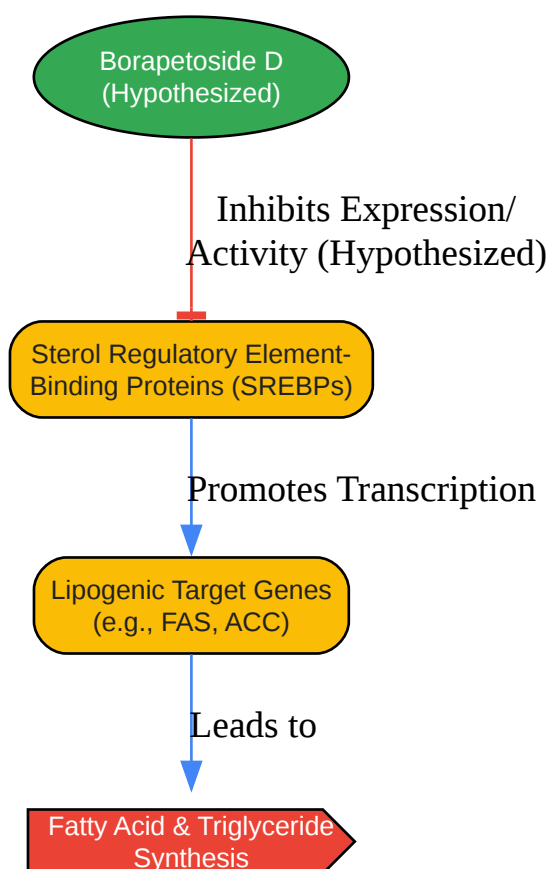 Borapetoside D
(Hypothesized)
Inhibits Expression/
Activity (Hypothesized)
Sterol Regulatory Element-
Binding Proteins (SREBPs)
Promotes Transcription
Lipogenic Target Genes
(e.g., FAS, ACC)
Leads to
Fatty Acid & Triglyceride
Synthesis